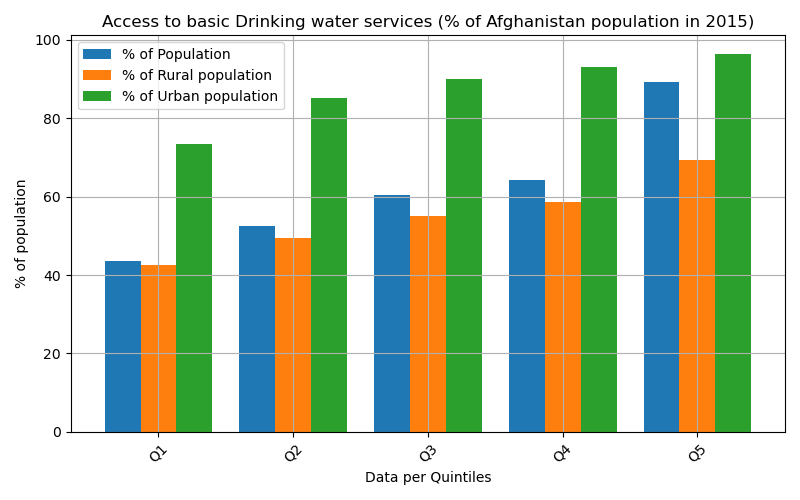 Access to basic Drinking water services (% of Afghanistan population in 2015)
% of Population
% of Rural population
% of Urban population
% of population
100
80
60
40
20
0
Q1
Q2
Q3
Q4
Q5
Data per Quintiles